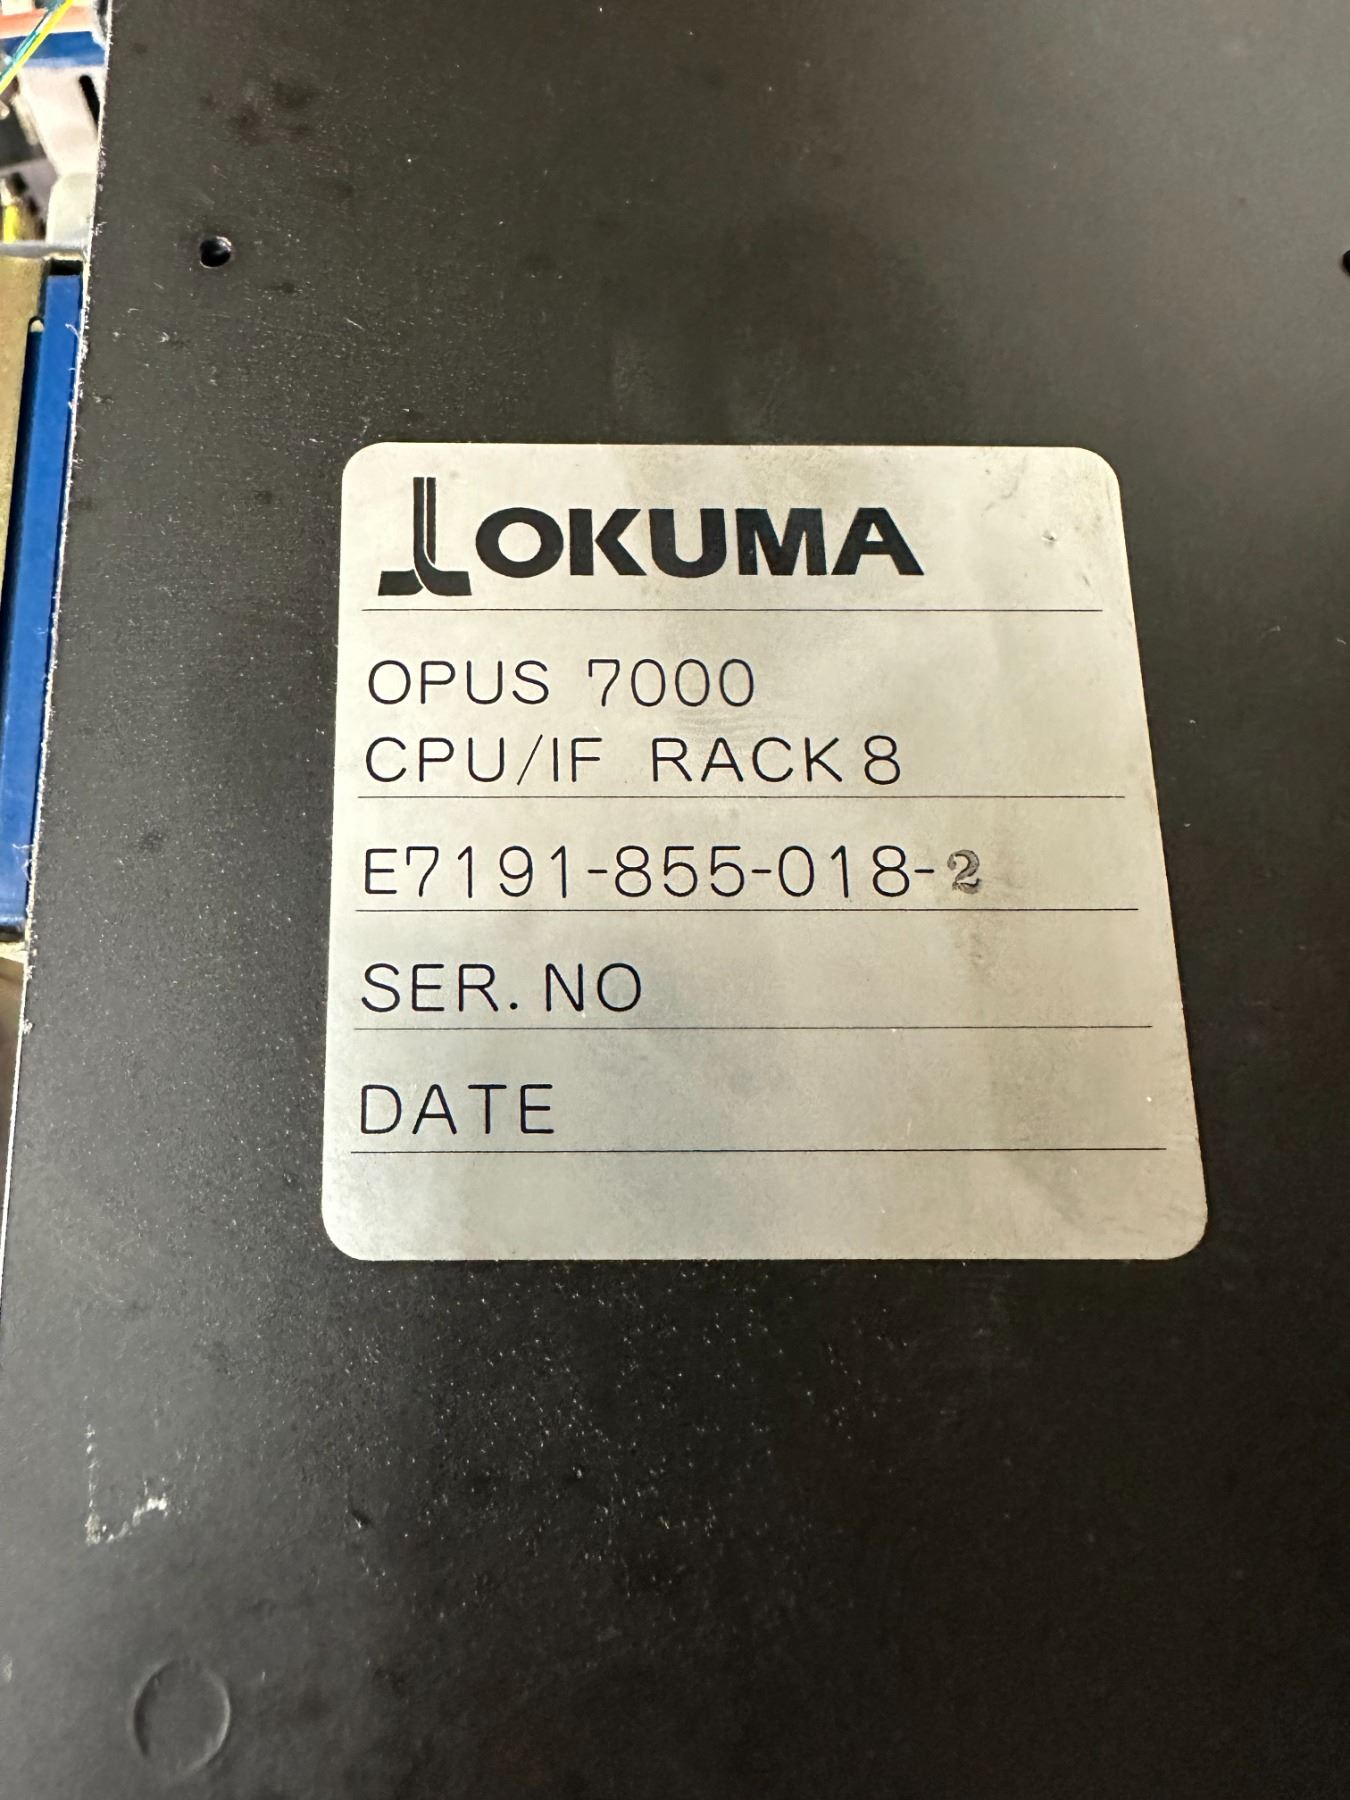 OKUMA
OPUS 7000
CPU/IF RACK 8
E7191-855-018-2
SER. NO
DATE